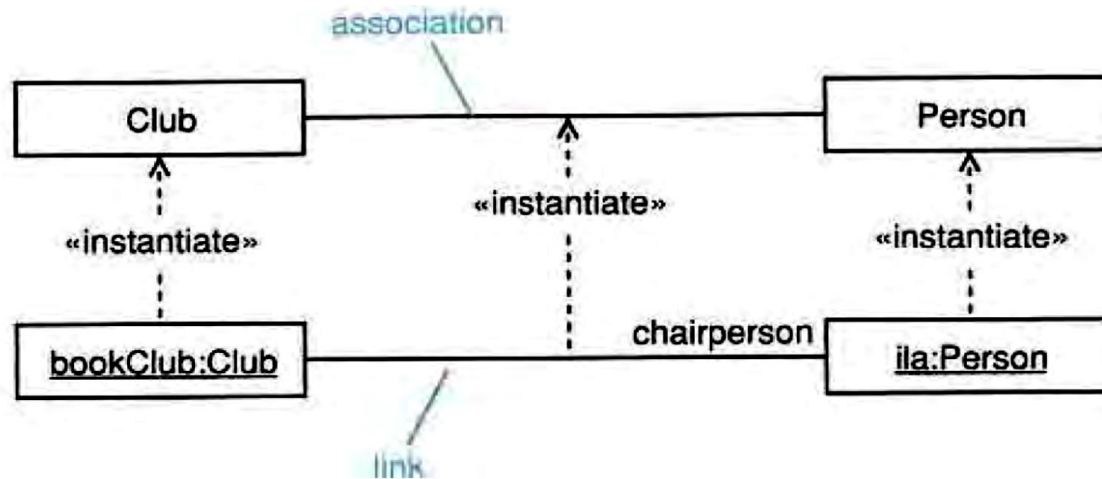 association
Club
Person
«instantiate»
«instantiate»
«instantiate»
chairperson
bookClub:Club
ila:Person
link